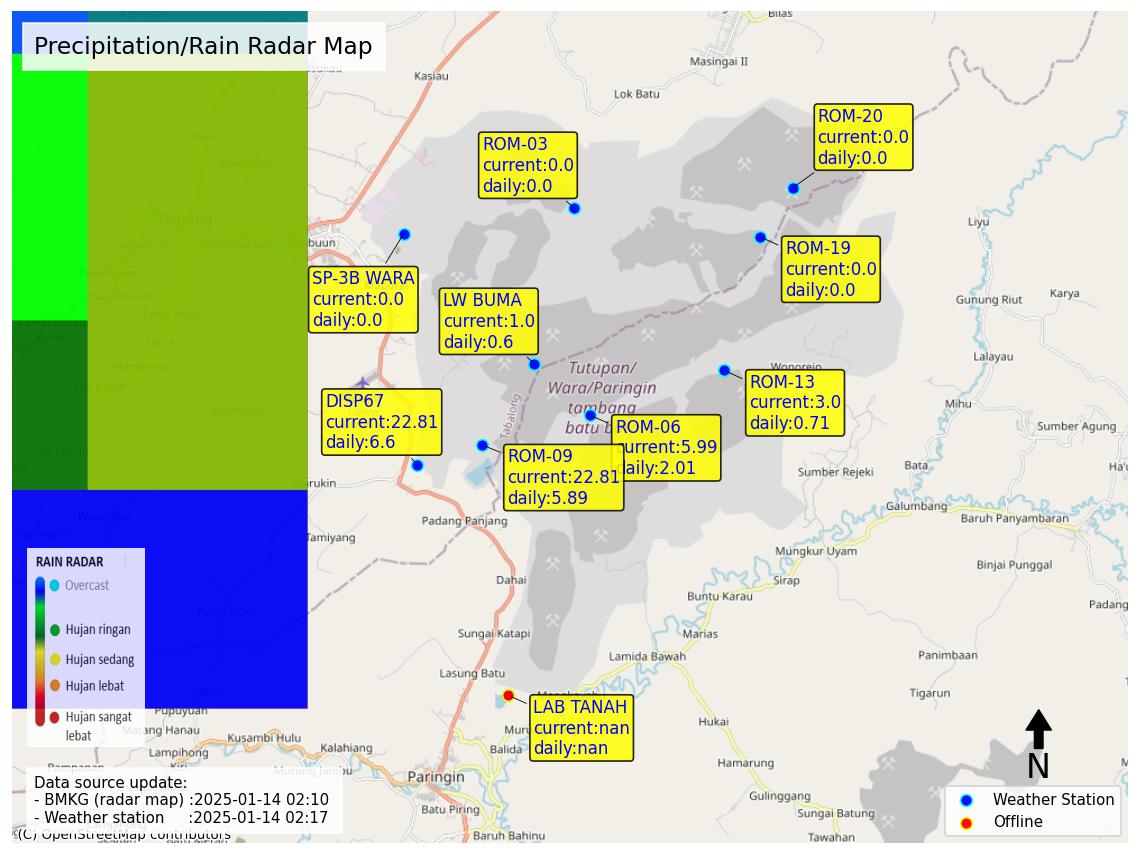 Precipitation/Rain Radar Map
Bilas
Masingai II
Kasiau
Lok Batu
ROM-20
current:0.0
daily:0.0
ROM-03
current:0.0
daily:0.0
Tanjung
Mabuun
Liyu
ROM-19
current:0.0
daily:0.0
SP-3B WARA
current:0.0
daily:0.0
LW BUMA
current:1.0
daily:0.6
Gunung Riut
Karya
Lalayau
Tutupan/
Wara/Paringin
tambang
batu
Tabalong
Wonorejo
ROM-13
current:3.0
daily:0.71
Mihu
DISP67
current:22.81
daily:6.6
ROM-06
current:5.99
daily:2.01
ROM-09
current:22.81
daily:5.89
Sumber Agung
Bata
Sumber Rejeki
Warukin
Galumbang
Padang Panjang
Baruh Panyambaran
Tamiyang
Mungkur Uyam
Binjai Punggal
Dahai
Sirap
Buntu Karau
Padang
Marias
Sungai Katapi
Lamida Bawah
Panimbaan
Lasung Batu
Tigarun
RAIN RADAR
Overcast
Hujan ringan
Hujan sedang
Hujan lebat
Hujan sangat
lebat
LAB TANAH
current:nan
daily:nan
Hukai
Pupuyuan
Matang Hanau
Kusambi Hulu
Kalahiang
Balida
Lampihong
Murung Jambu
Hamarung
Paringin
N
Gulinggang
Batu Piring
Sungai Batung
Baruh Bahinu
Tawahan
Data source update:
- BMKG (radar map) :2025-01-14 02:10
- Weather station :2025-01-14 02:17
(C) OpenStreetMap contributors
Weather Station
Offline